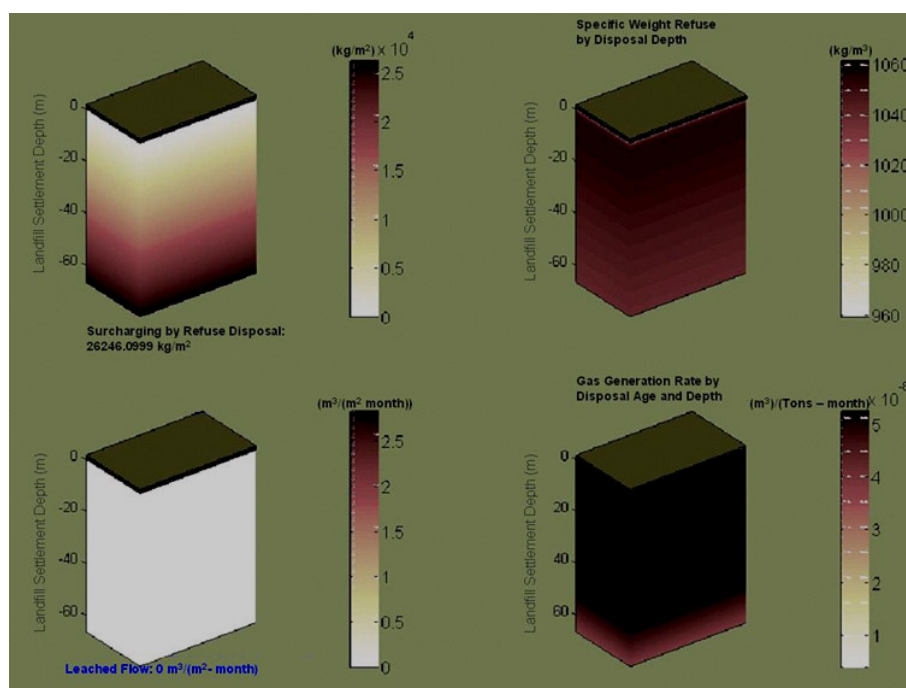 (kg/m²) x 10⁴
2.5
2
1.5
1
0.5
0
Landfill Settlement Depth (m)
0
-20
-40
-60
Surcharging by Refuse Disposal:
26246.0999 kg/m²
Specific Weight Refuse
by Disposal Depth
(kg/m³)
1060
1040
1020
1000
980
960
Landfill Settlement Depth (m)
0
-20
-40
-60
(m³/(m² month))
2.5
2
1.5
1
0
Landfill Settlement Depth (m)
0
-20
-40
-60
Leached Flow: 0 m³/(m²- month)
Gas Generation Rate by
Disposal Age and Depth
(m³)/(Tons – month) x 10⁻⁸
5
4
3
2
1
Landfill Settlement Depth (m)
0
20
40
60